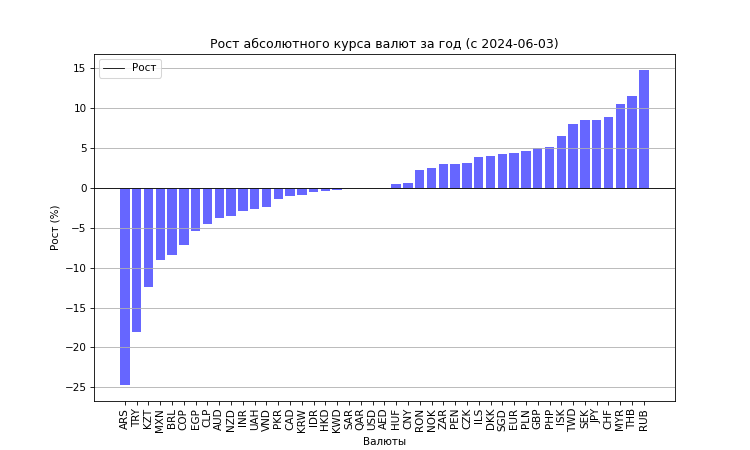 Рост абсолютного курса валют за год (с 2024-06-03)
Рост
15
10
5
0
−5
−10
−15
−20
−25
Рост (%)
ARS TRY KZT MXN BRL COP EGP CLP AUD NZD INR UAH VND PKR CAD KRW IDR HKD KWD SAR QAR USD AED HUF CNY RON NOK ZAR PEN CZK ILS DKK SGD EUR PLN GBP PHP ISK TWD SEK JPY CHF MYR THB RUB
Валюты